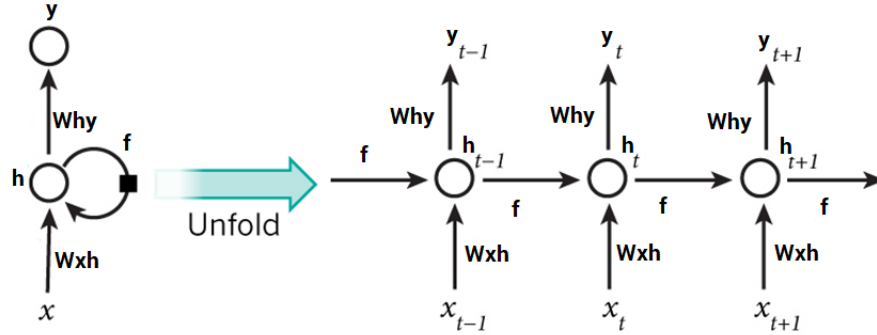 y
Why
f
h
Wxh
x
Unfold
y t-1
y t
y t+1
Why
Why
Why
f
h t-1
h t
h t+1
f
f
f
Wxh
Wxh
Wxh
x t-1
x t
x t+1